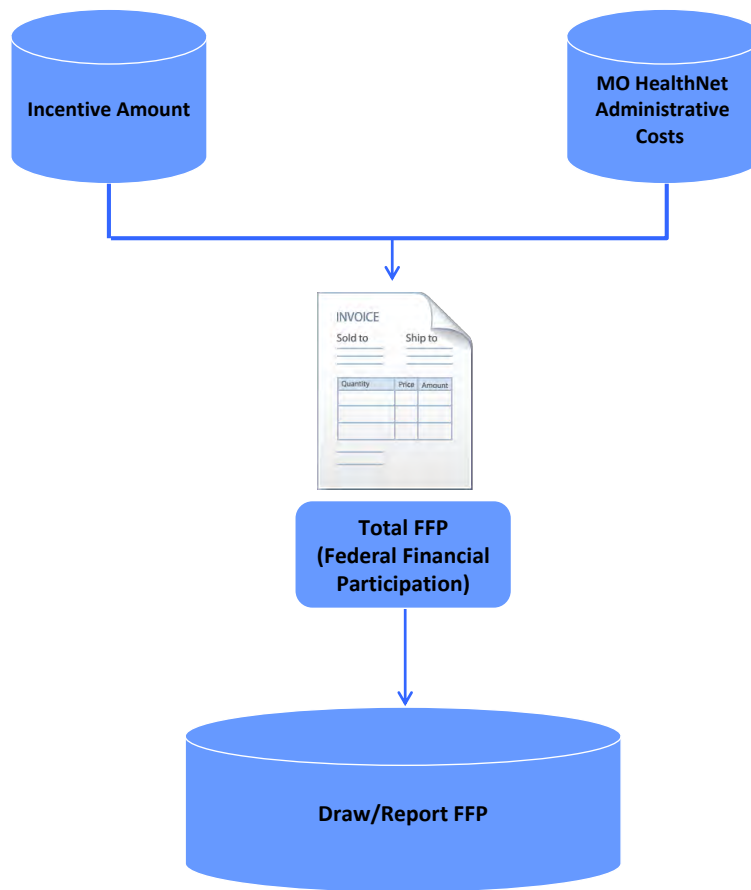 Incentive Amount
MO HealthNet
Administrative
Costs
INVOICE
Sold to Ship to
Quantity Price Amount
Total FFP
(Federal Financial
Participation)
Draw/Report FFP